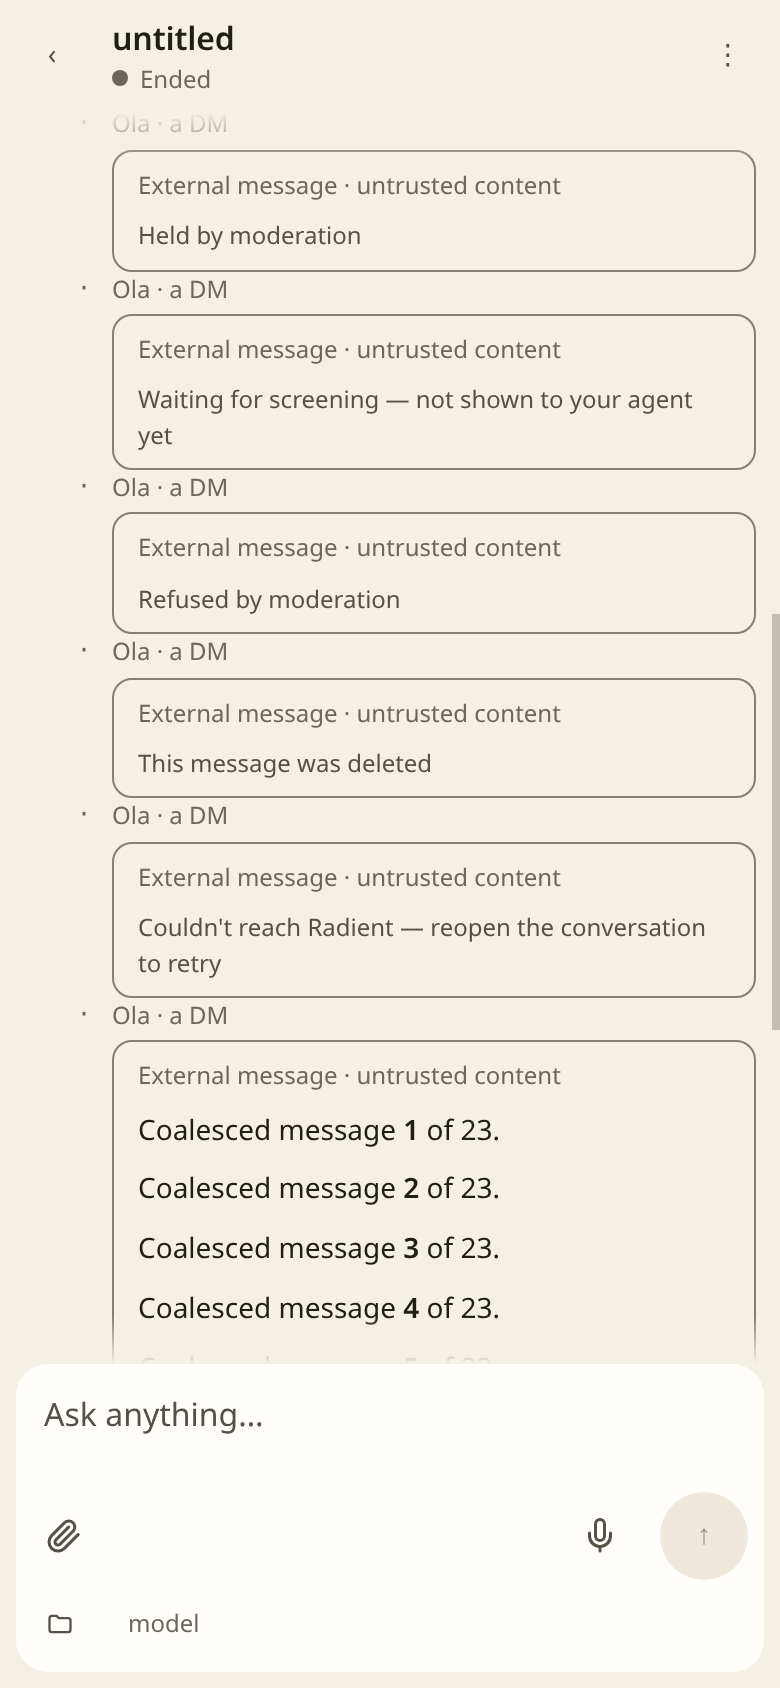 ‹
untitled
⋮
Ended
· Ola · a DM
External message · untrusted content
Held by moderation
· Ola · a DM
External message · untrusted content
Waiting for screening — not shown to your agent
yet
· Ola · a DM
External message · untrusted content
Refused by moderation
· Ola · a DM
External message · untrusted content
This message was deleted
· Ola · a DM
External message · untrusted content
Couldn't reach Radient — reopen the conversation
to retry
· Ola · a DM
External message · untrusted content
Coalesced message 1 of 23.
Coalesced message 2 of 23.
Coalesced message 3 of 23.
Coalesced message 4 of 23.
Ask anything...
↑
model